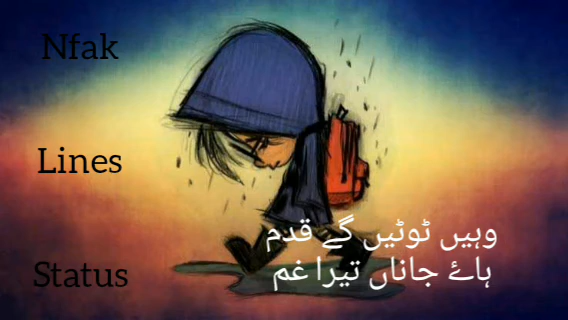 Nfak
Lines
Status
وہیں ٹوٹیں گے قدم
ہائے جاناں تیرا غم